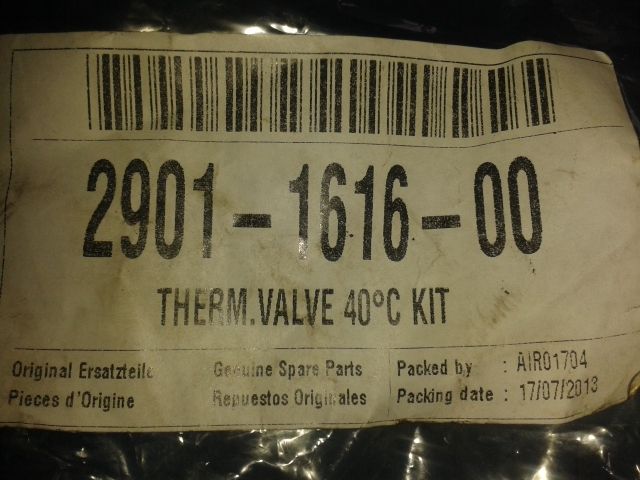 2901-1616-00
THERM.VALVE 40°C KIT
Original Ersatzteile Genuine Spare Parts Packed by : AIR01704
Pieces d'Origine Repuestos Originales Packing date : 17/07/2013